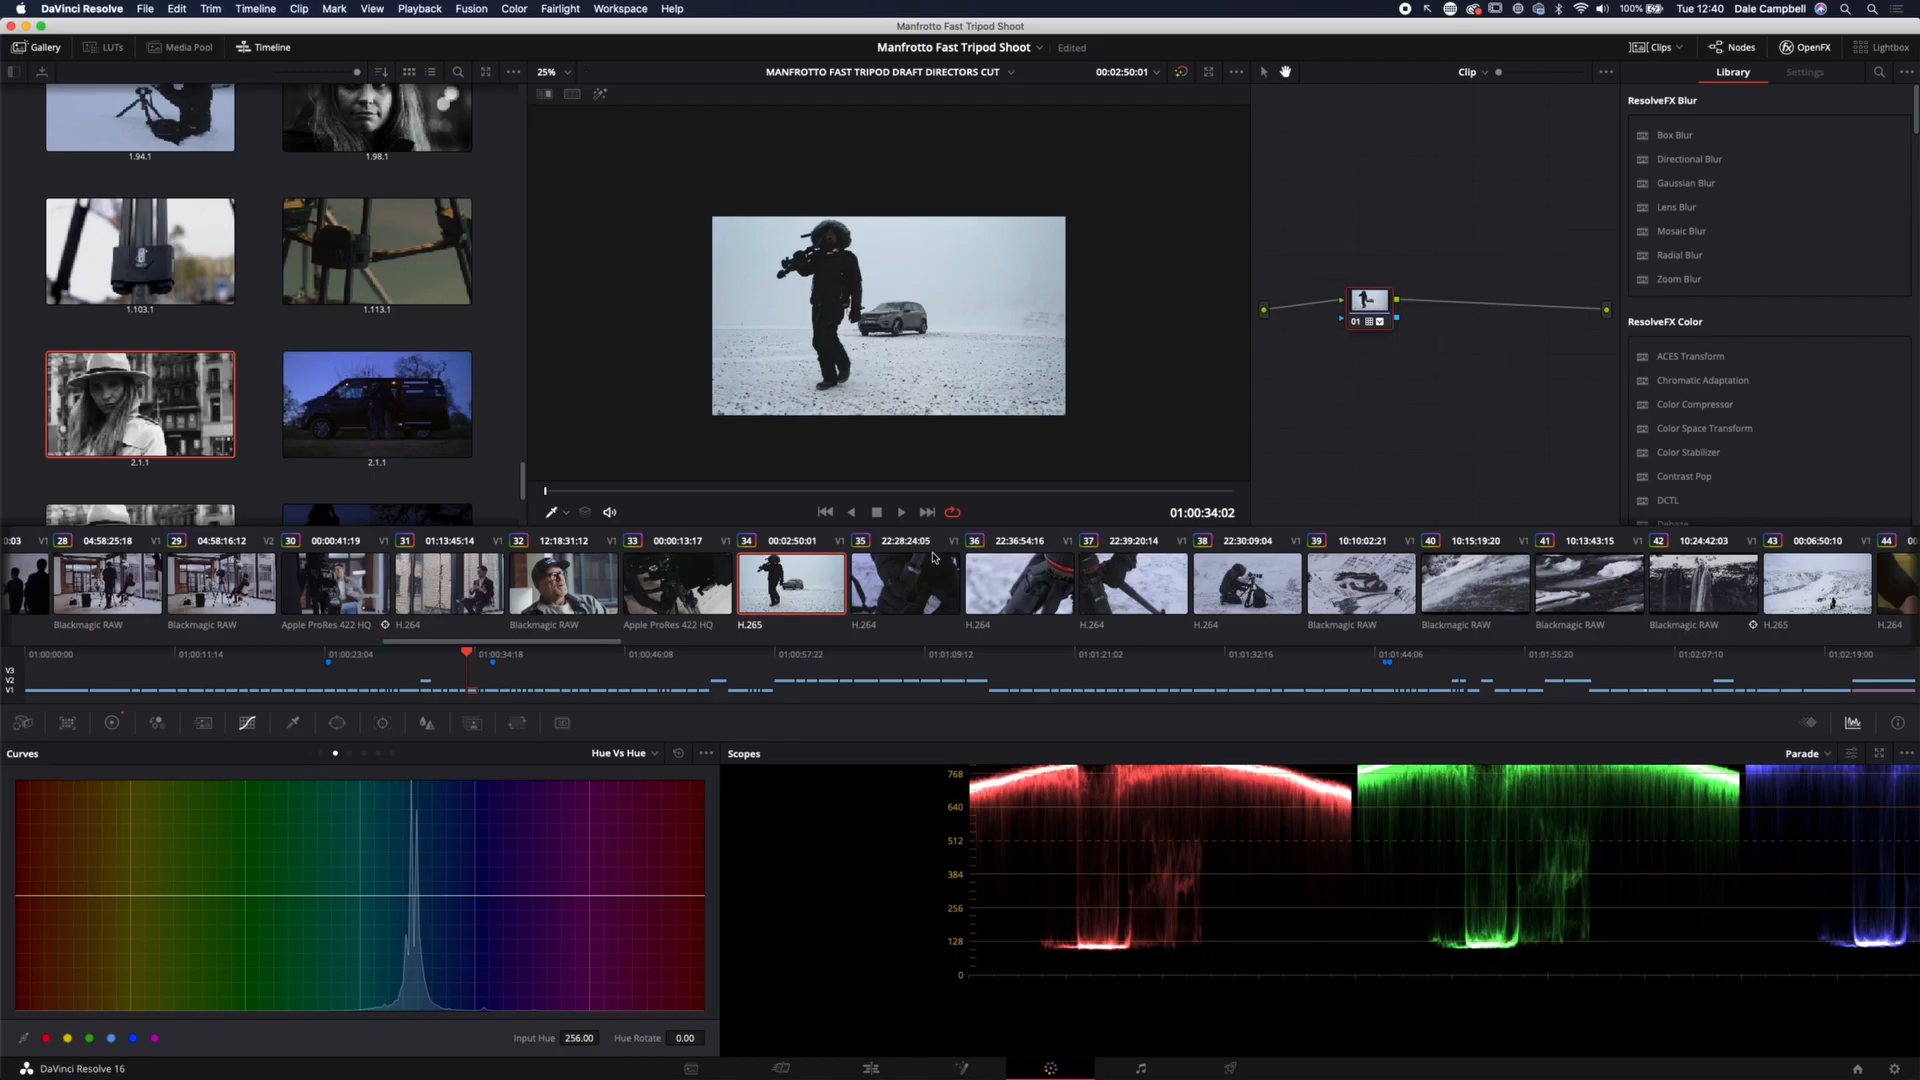 DaVinci Resolve File Edit Trim Timeline Clip Mark View Playback Fusion Color Fairlight Workspace Help 100% Tue 12:40 Dale Campbell
Manfrotto Fast Tripod Shoot
Gallery LUTs Media Pool Timeline Manfrotto Fast Tripod Shoot Edited Clips Nodes OpenFX Lightbox
25% MANFROTTO FAST TRIPOD DRAFT DIRECTORS CUT 00:02:50:01 Clip Library Settings
ResolveFX Blur
Box Blur
1.94.1 1.98.1
Directional Blur
Gaussian Blur
Lens Blur
Mosaic Blur
Radial Blur
Zoom Blur
1.103.1 1.113.1
01
ResolveFX Color
ACES Transform
Chromatic Adaptation
Color Compressor
Color Space Transform
Color Stabilizer
2.1.1 2.1.1
Contrast Pop
DCTL
01:00:34:02
0:03 V1 28 04:58:25:18 V1 29 04:58:16:12 V2 30 00:00:41:19 V1 31 01:13:45:14 V1 32 12:18:31:12 V1 33 00:00:13:17 V1 34 00:02:50:01 V1 35 22:28:24:05 V1 36 22:36:54:16 V1 37 22:39:20:14 V1 38 22:30:09:04 V1 39 10:10:02:21 V1 40 10:15:19:20 V1 41 10:13:43:15 V1 42 10:24:42:03 V1 43 00:06:50:10 V1 44
Blackmagic RAW Blackmagic RAW Apple ProRes 422 HQ H.264 Blackmagic RAW Apple ProRes 422 HQ H.265 H.264 H.264 H.264 H.264 Blackmagic RAW Blackmagic RAW Blackmagic RAW Blackmagic RAW H.265 H.264
01:00:00:00 01:00:11:14 01:00:23:04 01:00:34:18 01:00:46:08 01:00:57:22 01:01:09:12 01:01:21:02 01:01:32:16 01:01:44:06 01:01:55:20 01:02:07:10 01:02:19:00
V3
V2
V1
Curves Hue Vs Hue Scopes Parade
768
640
512
384
256
128
0
Input Hue 256.00 Hue Rotate 0.00
DaVinci Resolve 16